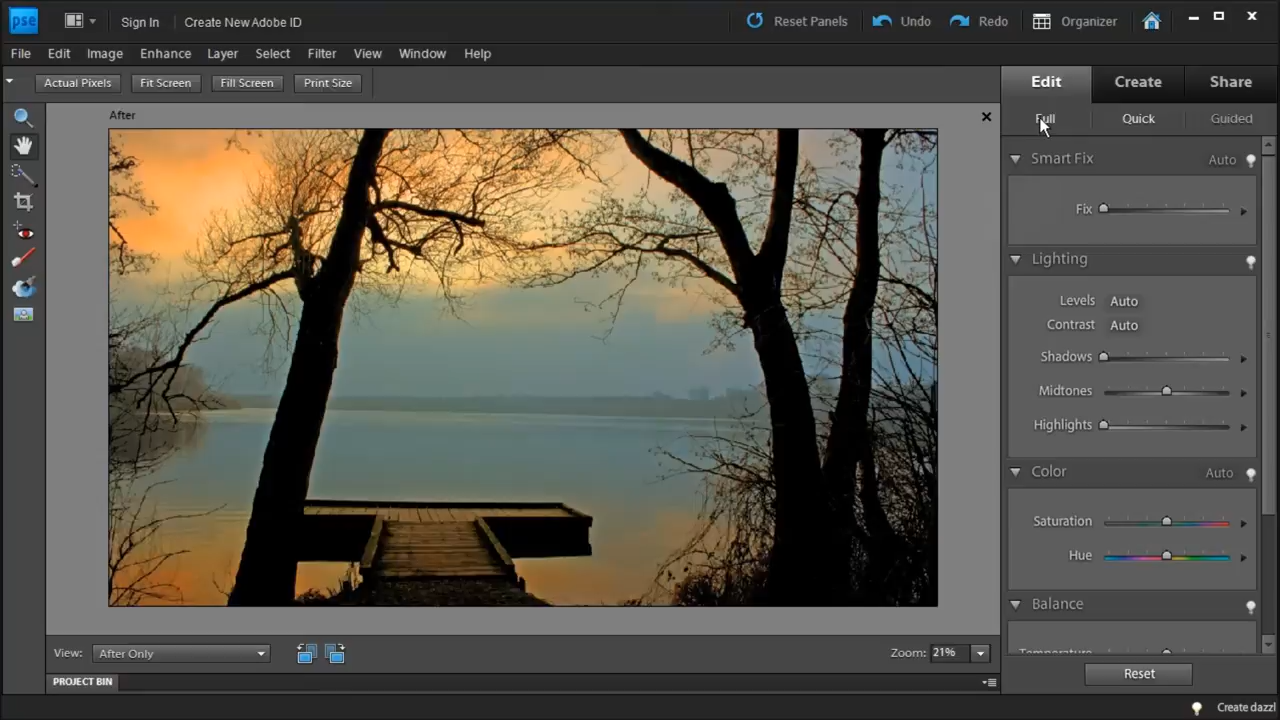 pse Sign In Create New Adobe ID Reset Panels Undo Redo Organizer
File Edit Image Enhance Layer Select Filter View Window Help
Actual Pixels Fit Screen Fill Screen Print Size
Edit Create Share
After
Full Quick Guided
Smart Fix Auto
Fix
Lighting
Levels Auto
Contrast Auto
Shadows
Midtones
Highlights
Color Auto
Saturation
Hue
Balance
Temperature
View: After Only Zoom: 21%
Reset
PROJECT BIN
Create dazzl